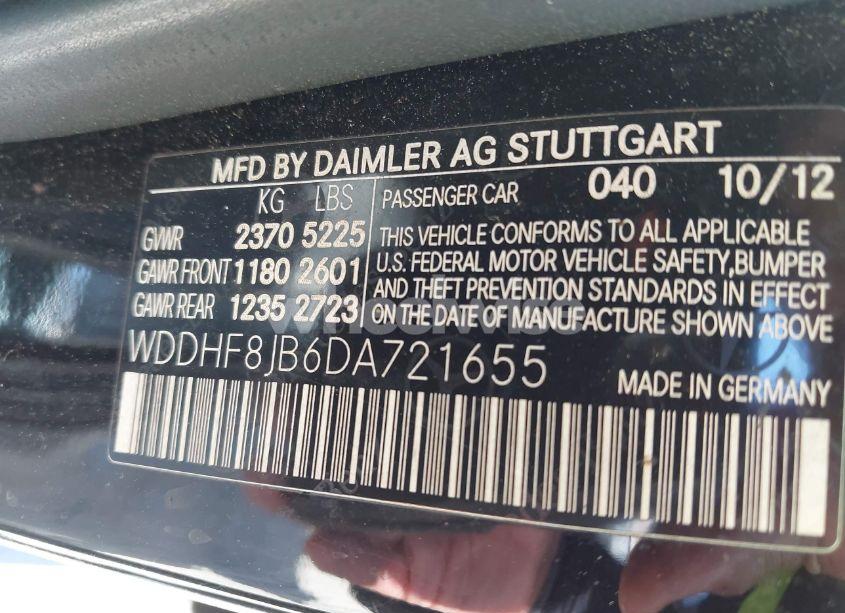 MFD BY DAIMLER AG STUTTGART
KG LBS PASSENGER CAR 040 10/12
GVWR 2370 5225
GAWR FRONT 1180 2601
GAWR REAR 1235 2723
THIS VEHICLE CONFORMS TO ALL APPLICABLE
U.S. FEDERAL MOTOR VEHICLE SAFETY,BUMPER
AND THEFT PREVENTION STANDARDS IN EFFECT
ON THE DATE OF MANUFACTURE SHOWN ABOVE
WDDHF8JB6DA721655
MADE IN GERMANY